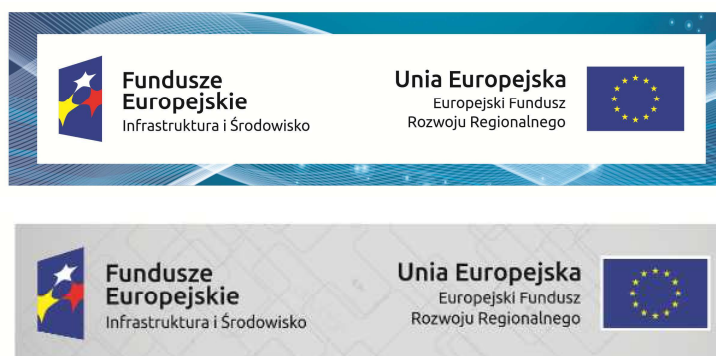 Fundusze
Europejskie
Infrastruktura i Środowisko
Unia Europejska
Europejski Fundusz
Rozwoju Regionalnego
Fundusze
Europejskie
Infrastruktura i Środowisko
Unia Europejska
Europejski Fundusz
Rozwoju Regionalnego